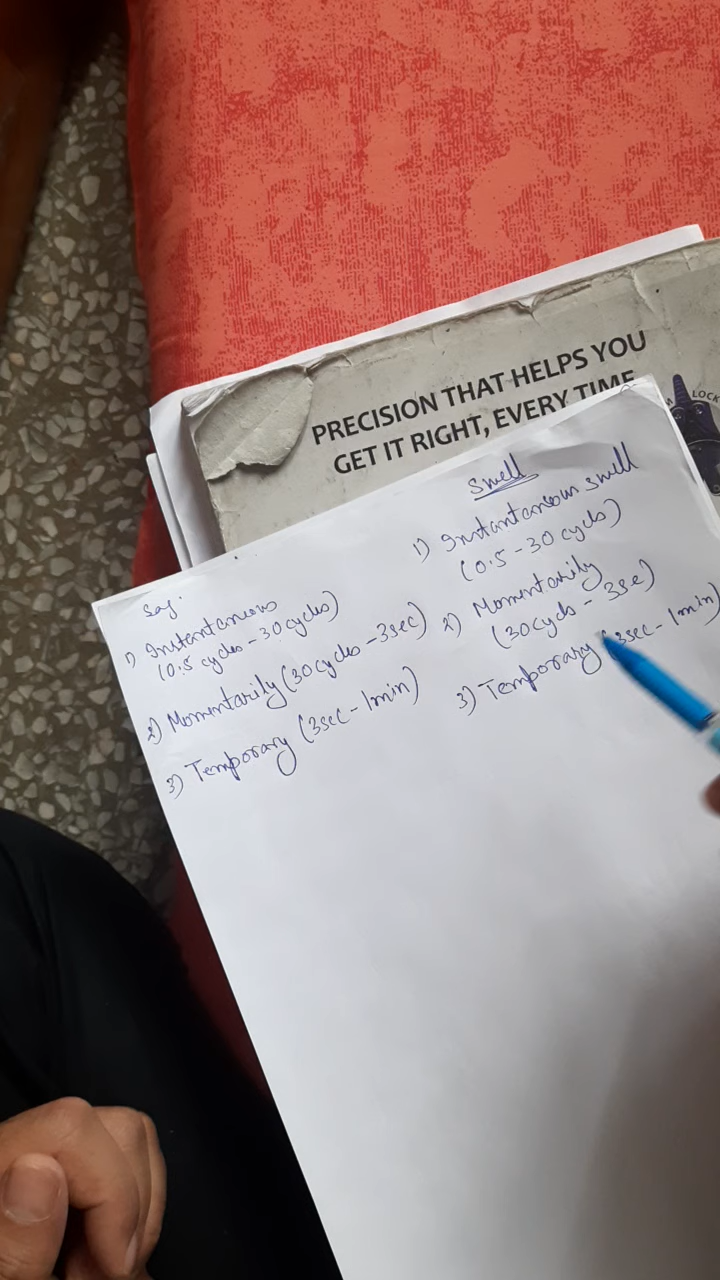 PRECISION THAT HELPS YOU
GET IT RIGHT, EVERY TIME
LOCK
Sag.
1) Instantaneous
(0.5 cycles - 30 cycles)
2) Momentarily (30 cycles - 3sec)
3) Temporary (3sec - 1min)
Swell
1) Instantaneous swell
(0.5 - 30 cycles)
2) Momentarily
(30 cycls - 3se)
3) Temporary (3sec - 1min)